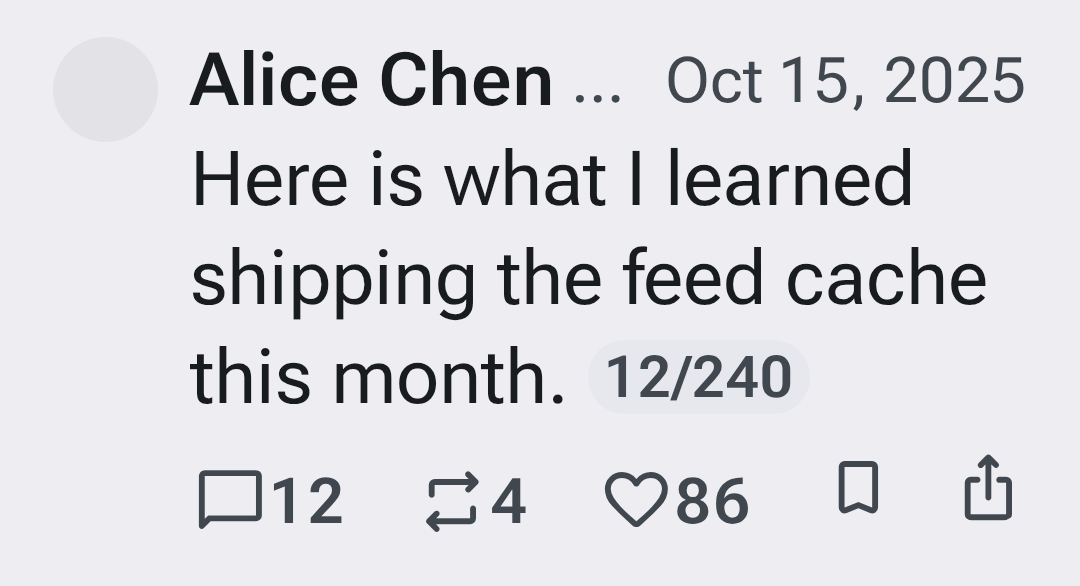 Alice Chen ... Oct 15, 2025
Here is what I learned
shipping the feed cache
this month. 12/240
12 4 86